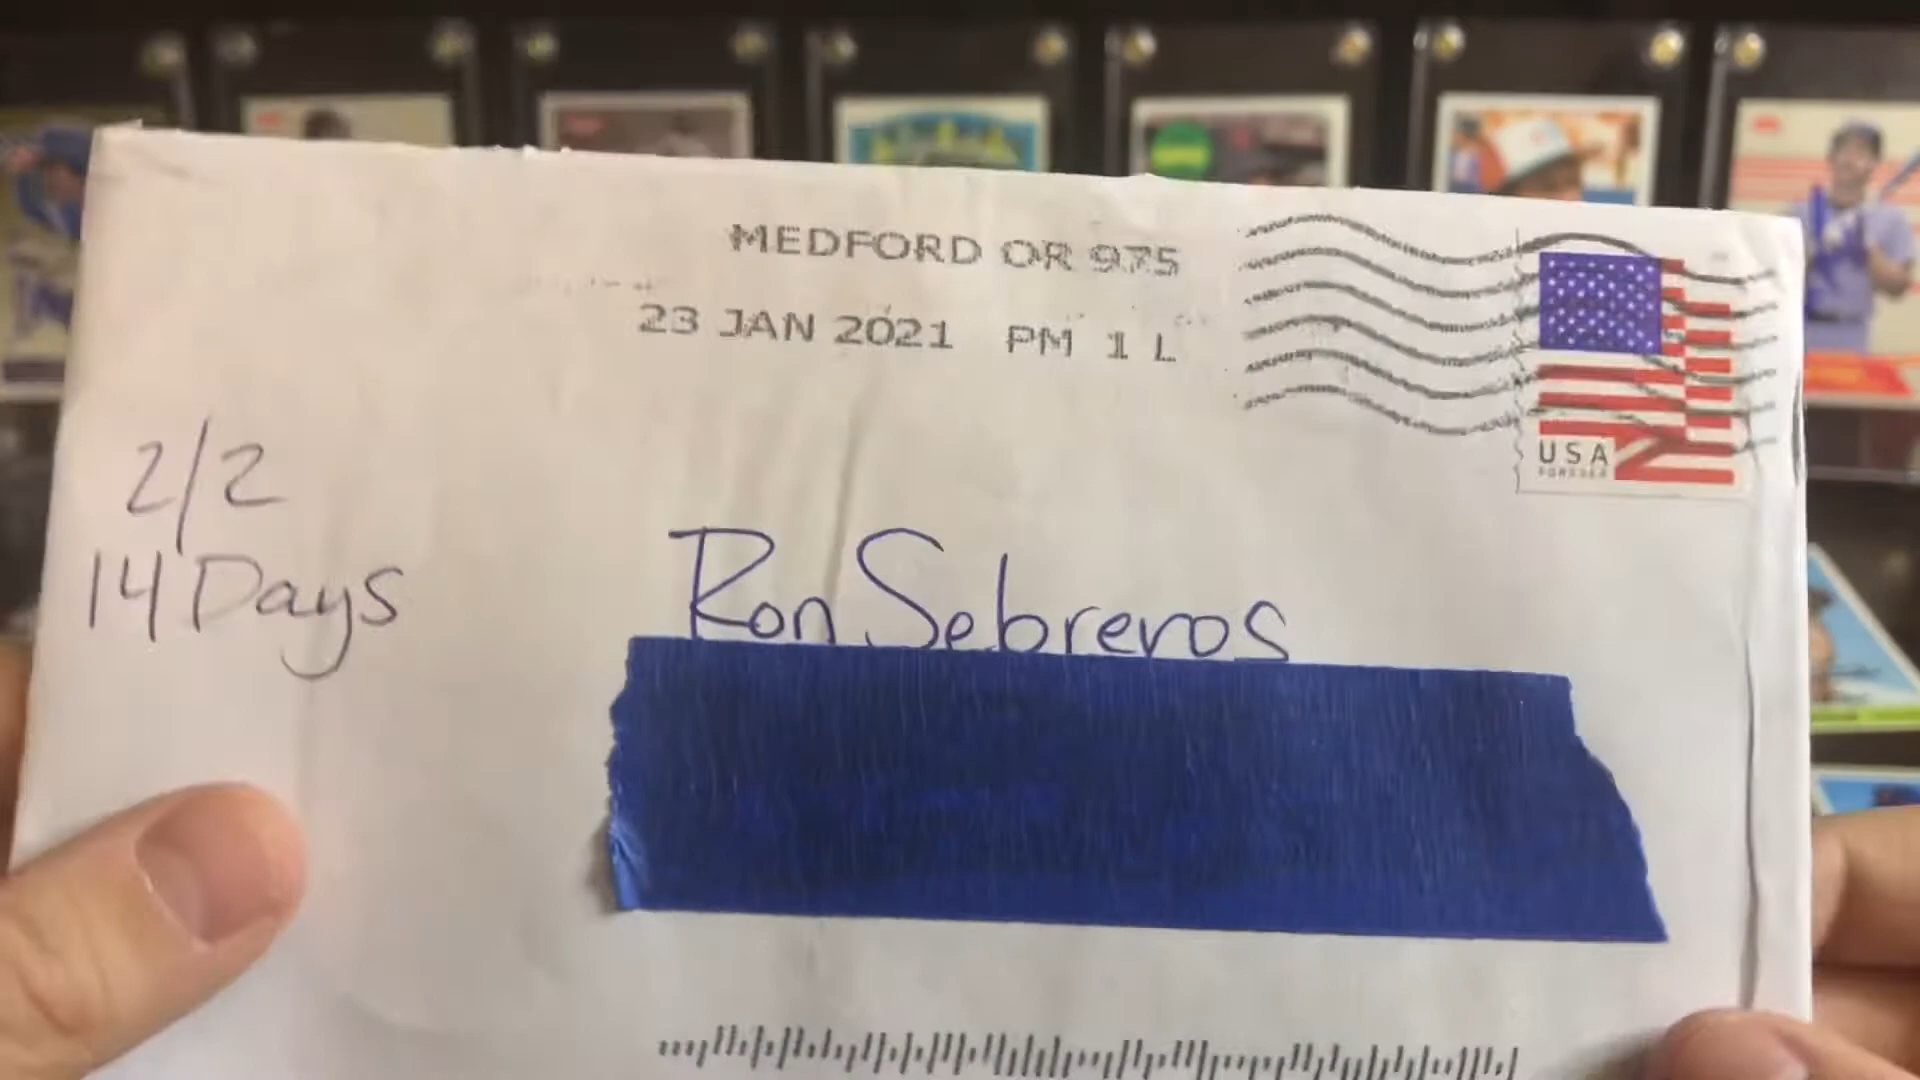 MEDFORD OR 975
23 JAN 2021 PM 1 L
USA
FOREVER
2/2
14 Days
Ron Sebreros